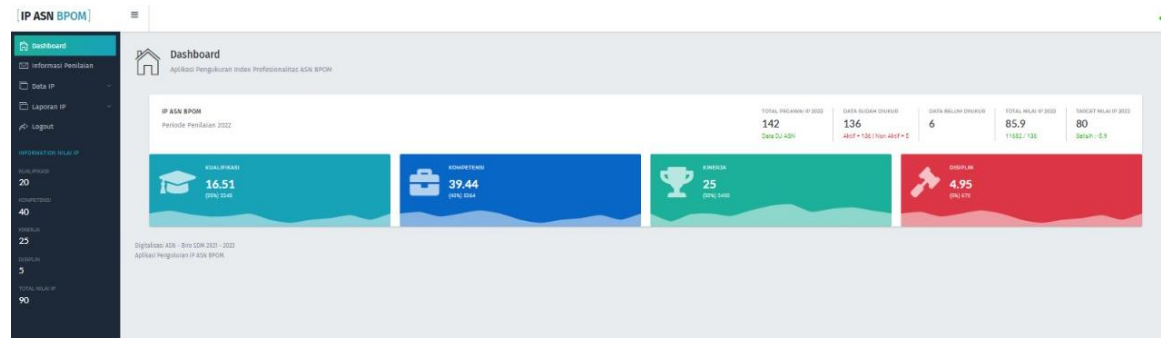 [IP ASN BPOM]
Dashboard
Informasi Penilaian
Data IP
Laporan IP
Logout
INFORMATION NILAI IP
KUALIFIKASI
20
KOMPETENSI
40
KINERJA
25
DISIPLIN
5
TOTAL NILAI IP
90
Dashboard
Aplikasi Pengukuran Index Profesionalitas ASN BPOM
IP ASN BPOM
Periode Penilaian 2022
TOTAL PEGAWAI IP 2022
142
Data DJ ASN
DATA SUDAH DIUKUR
136
DATA BELUM DIUKUR
6
TOTAL NILAI IP 2022
85.9
TARGET NILAI IP 2022
80
KUALIFIKASI
16.51
KOMPETENSI
39.44
KINERJA
25
DISIPLIN
4.95
Digitalisasi ASN - Biro SDM 2021 - 2023
Aplikasi Pengukuran IP ASN BPOM